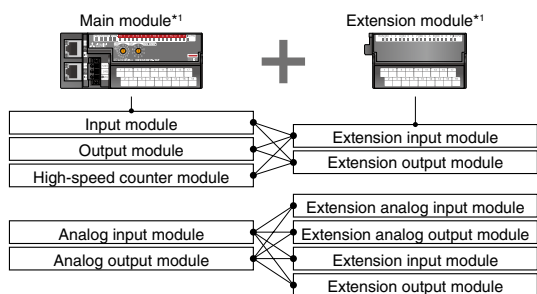 Main module*1
Extension module*1
Input module
Output module
High-speed counter module
Extension input module
Extension output module
Analog input module
Analog output module
Extension analog input module
Extension analog output module
Extension input module
Extension output module